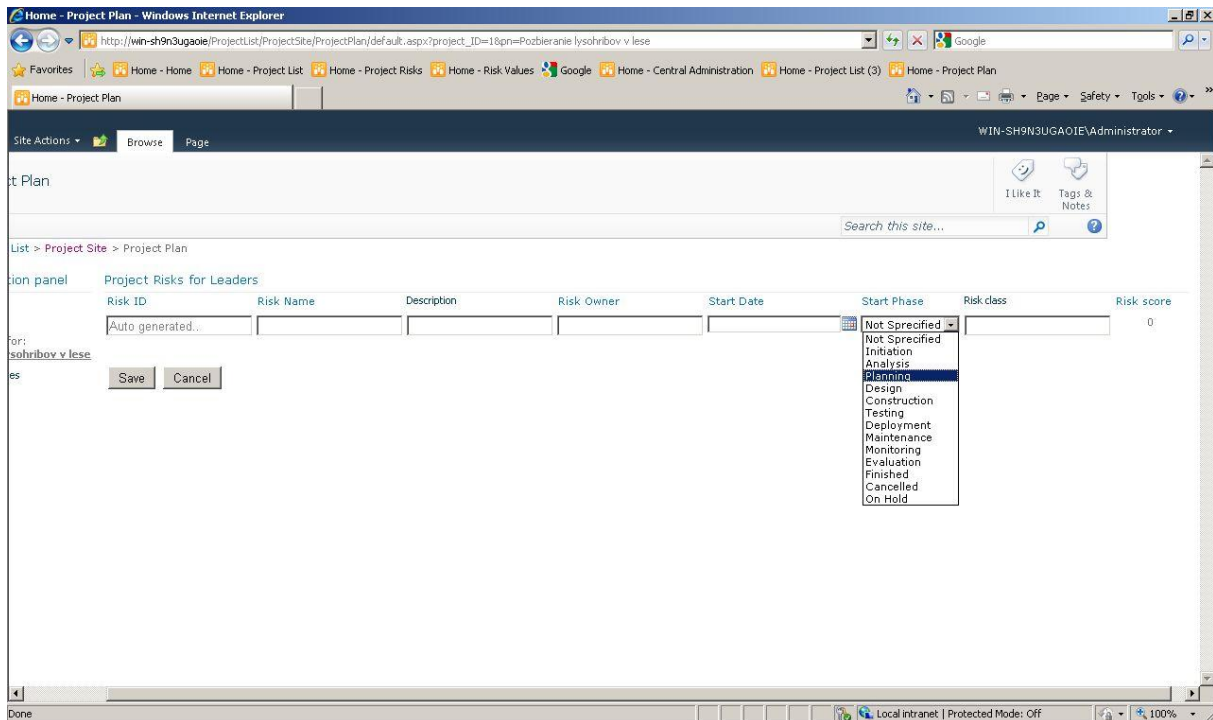 Home - Project Plan - Windows Internet Explorer
http://win-sh9n3ugaoie/ProjectList/ProjectSite/ProjectPlan/default.aspx?project_ID=1&pn=Pozbieranie lysohribov v lese
Google
Favorites Home - Home Home - Project List Home - Project Risks Home - Risk Values Google Home - Central Administration Home - Project List (3) Home - Project Plan
Home - Project Plan
Page Safety Tools
Site Actions Browse Page WIN-SH9N3UGAOIE\Administrator
ct Plan
I Like It Tags & Notes
Search this site...
List > Project Site > Project Plan
tion panel Project Risks for Leaders
Risk ID Risk Name Description Risk Owner Start Date Start Phase Risk class Risk score
Auto generated.. Not Sprecified 0
for:
ysohribov v lese
es
Save Cancel
Not Sprecified
Initiation
Analysis
Planning
Design
Construction
Testing
Deployment
Maintenance
Monitoring
Evaluation
Finished
Cancelled
On Hold
Done Local intranet | Protected Mode: Off 100%